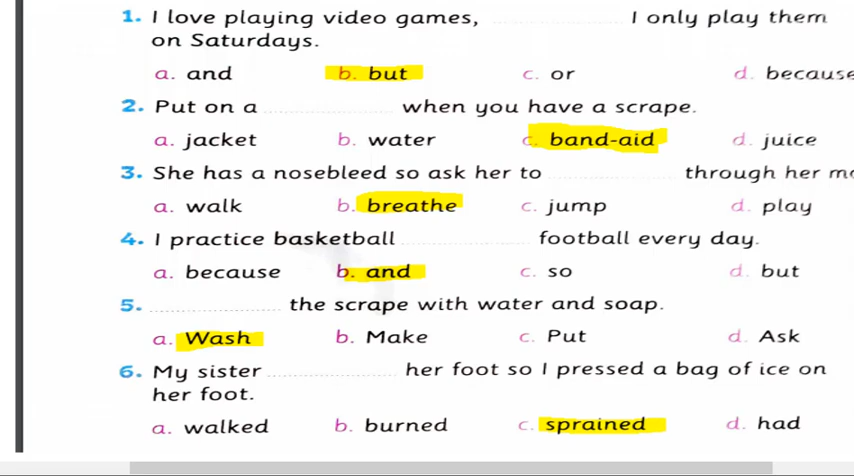 1. I love playing video games, ............ I only play them
on Saturdays.
a. and b. but c. or d. because
2. Put on a ............ when you have a scrape.
a. jacket b. water c. band-aid d. juice
3. She has a nosebleed so ask her to ............ through her
a. walk b. breathe c. jump d. play
4. I practice basketball ............ football every day.
a. because b. and c. so d. but
5. ............ the scrape with water and soap.
a. Wash b. Make c. Put d. Ask
6. My sister ............ her foot so I pressed a bag of ice on
her foot.
a. walked b. burned c. sprained d. had